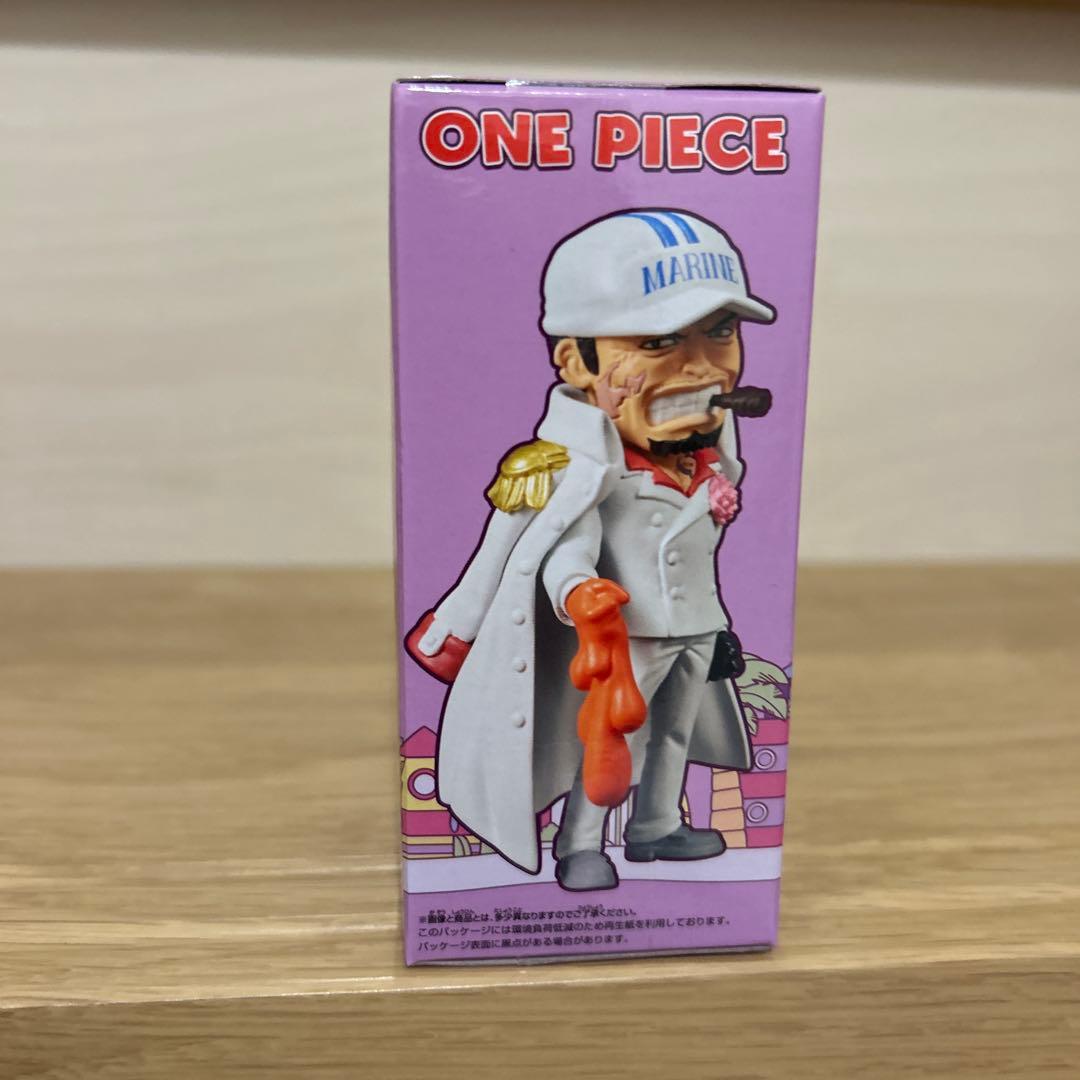 ONE PIECE
MARINE
※画像と商品とは、多少異なりますのでご了承ください。
このパッケージには環境負荷低減のため再生紙を利用しております。
パッケージ表面に黒点がある場合があります。